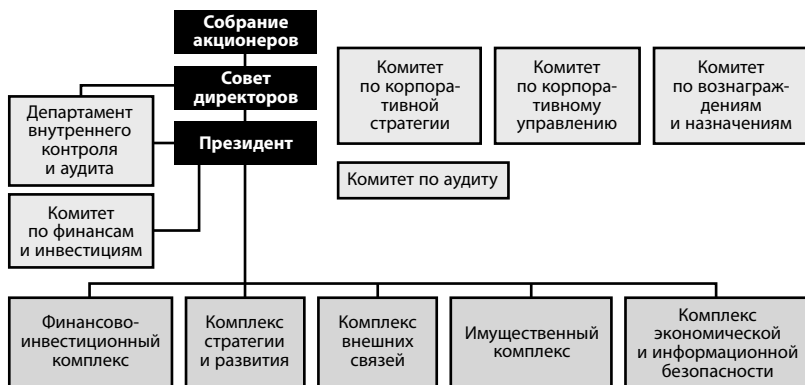 Собрание
акционеров
Совет
директоров
Президент
Департамент
внутреннего
контроля
и аудита
Комитет
по финансам
и инвестициям
Комитет
по корпора-
тивной
стратегии
Комитет
по корпора-
тивному
управлению
Комитет
по вознаграж-
дениям
и назначениям
Комитет по аудиту
Финансово-
инвестиционный
комплекс
Комплекс
стратегии
и развития
Комплекс
внешних
связей
Имущественный
комплекс
Комплекс
экономической
и информационной
безопасности